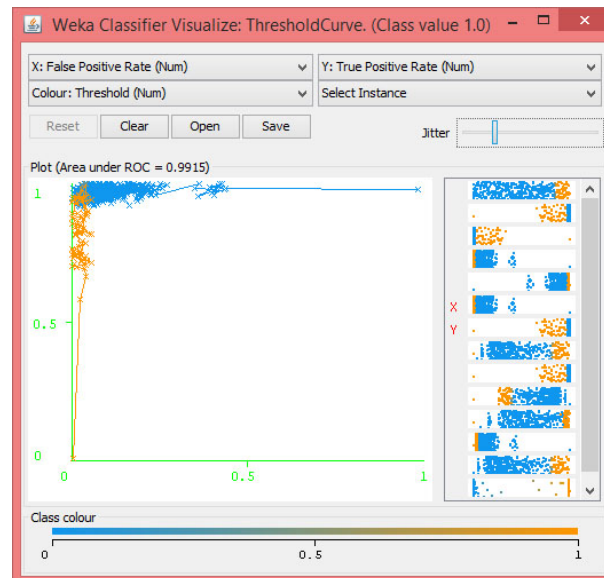 Weka Classifier Visualize: ThresholdCurve. (Class value 1.0)
X: False Positive Rate (Num)
Y: True Positive Rate (Num)
Colour: Threshold (Num)
Select Instance
Reset
Clear
Open
Save
Jitter
Plot (Area under ROC = 0.9915)
1
0.5
0
0
0.5
1
X
Y
Class colour
0
0.5
1